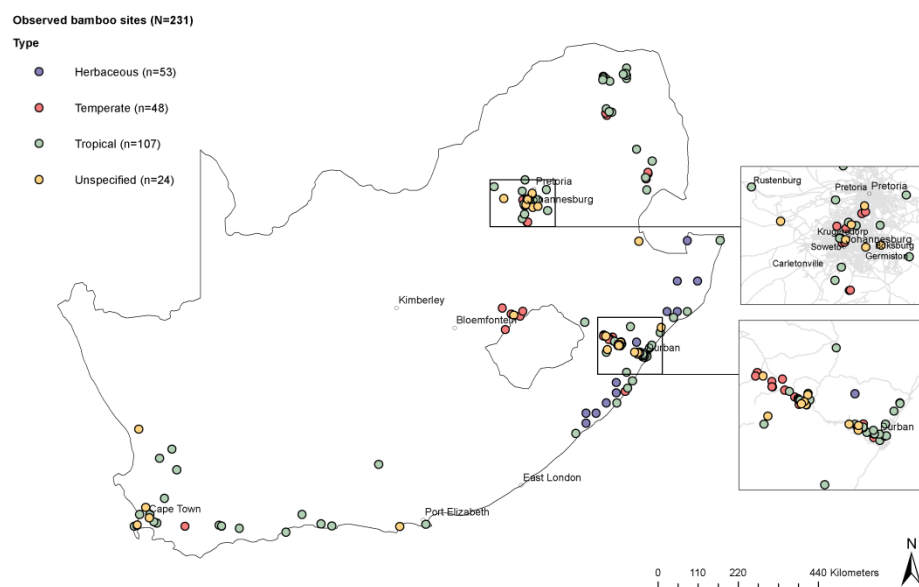 Observed bamboo sites (N=231)
Type
Herbaceous (n=53)
Temperate (n=48)
Tropical (n=107)
Unspecified (n=24)
Pretoria
Johannesburg
Kimberley
Bloemfontein
Durban
East London
Port Elizabeth
Cape Town
Rustenburg
Pretoria Pretoria
Krugersdorp
Johannesburg
Soweto
Boksburg
Germiston
Carletonville
Durban
N
0 110 220 440 Kilometers